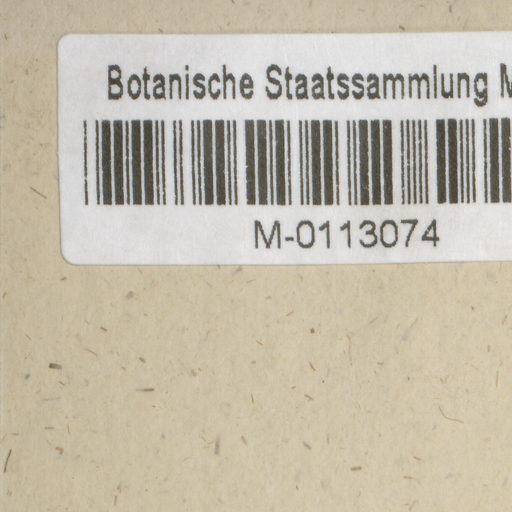 Botanische Staatssammlung M
M-0113074